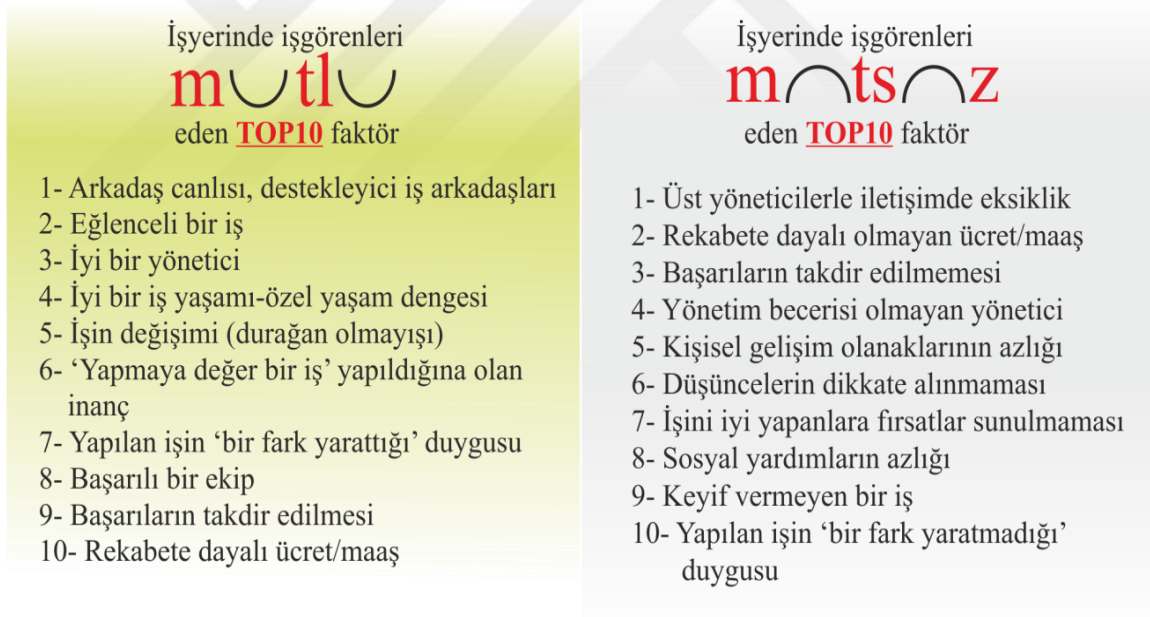 İşyerinde işgörenleri
mutlu
eden TOP10 faktör
1- Arkadaş canlısı, destekleyici iş arkadaşları
2- Eğlenceli bir iş
3- İyi bir yönetici
4- İyi bir iş yaşamı-özel yaşam dengesi
5- İşin değişimi (durağan olmayışı)
6- ‘Yapmaya değer bir iş’ yapıldığına olan
inanç
7- Yapılan işin ‘bir fark yarattığı’ duygusu
8- Başarılı bir ekip
9- Başarıların takdir edilmesi
10- Rekabete dayalı ücret/maaş
İşyerinde işgörenleri
mutsuz
eden TOP10 faktör
1- Üst yöneticilerle iletişimde eksiklik
2- Rekabete dayalı olmayan ücret/maaş
3- Başarıların takdir edilmemesi
4- Yönetim becerisi olmayan yönetici
5- Kişisel gelişim olanaklarının azlığı
6- Düşüncelerin dikkate alınmaması
7- İşini iyi yapanlara fırsatlar sunulmaması
8- Sosyal yardımların azlığı
9- Keyif vermeyen bir iş
10- Yapılan işin ‘bir fark yaratmadığı’
duygusu